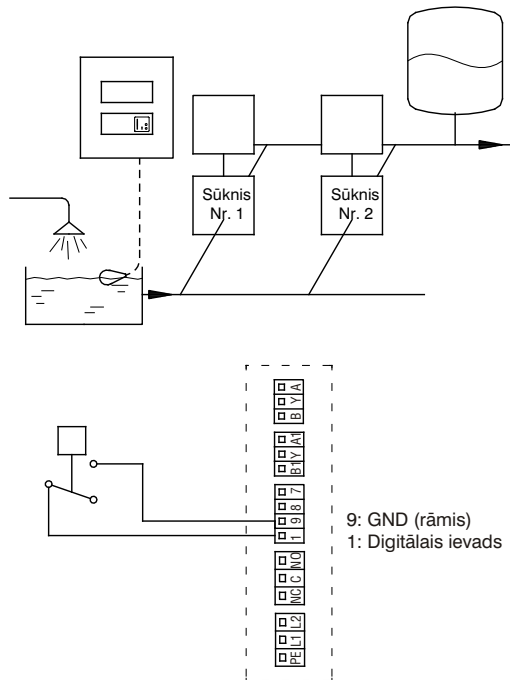 Sūknis
Nr. 1
Sūknis
Nr. 2
B Y A
B1 Y A1
1 9 8 7
NC C NO
PE L1 L2
9: GND (rāmis)
1: Digitālais ievads